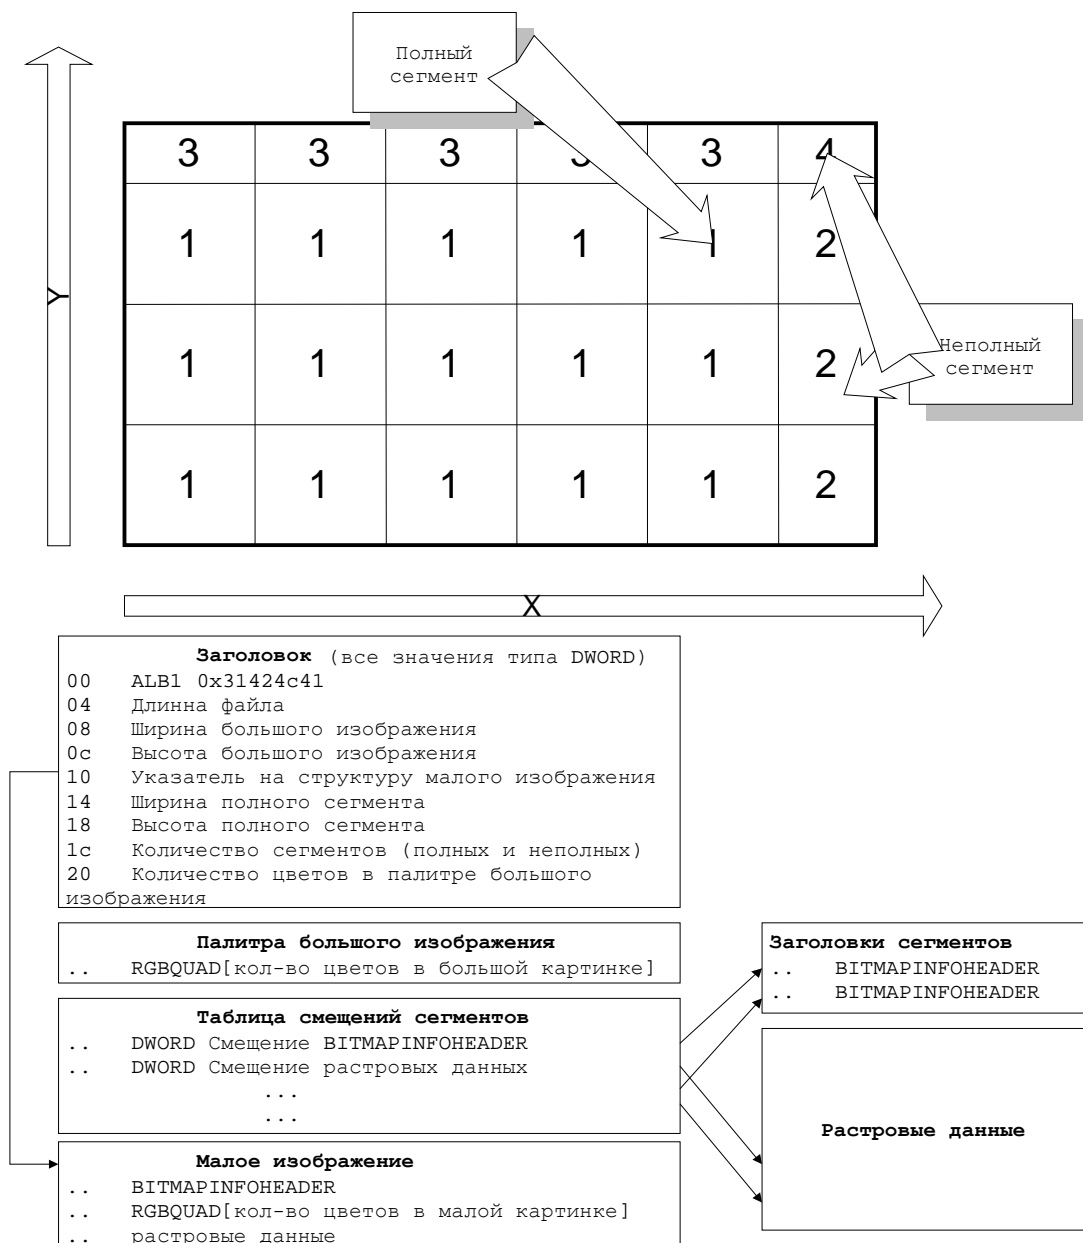 Полный
сегмент
3 3 3 3 4
1 1 1 1 1 2
Y
1 1 1 1 1 2
Неполный
сегмент
1 1 1 1 1 2
X
Заголовок (все значения типа DWORD)
00 ALB1 0x31424c41
04 Длинна файла
08 Ширина большого изображения
0c Высота большого изображения
10 Указатель на структуру малого изображения
14 Ширина полного сегмента
18 Высота полного сегмента
1c Количество сегментов (полных и неполных)
20 Количество цветов в палитре большого
изображения
Палитра большого изображения
.. RGBQUAD[кол-во цветов в большой картинке]
Таблица смещений сегментов
.. DWORD Смещение BITMAPINFOHEADER
.. DWORD Смещение растровых данных
...
...
Малое изображение
.. BITMAPINFOHEADER
.. RGBQUAD[кол-во цветов в малой картинке]
.. растровые данные
Заголовки сегментов
.. BITMAPINFOHEADER
.. BITMAPINFOHEADER
Растровые данные